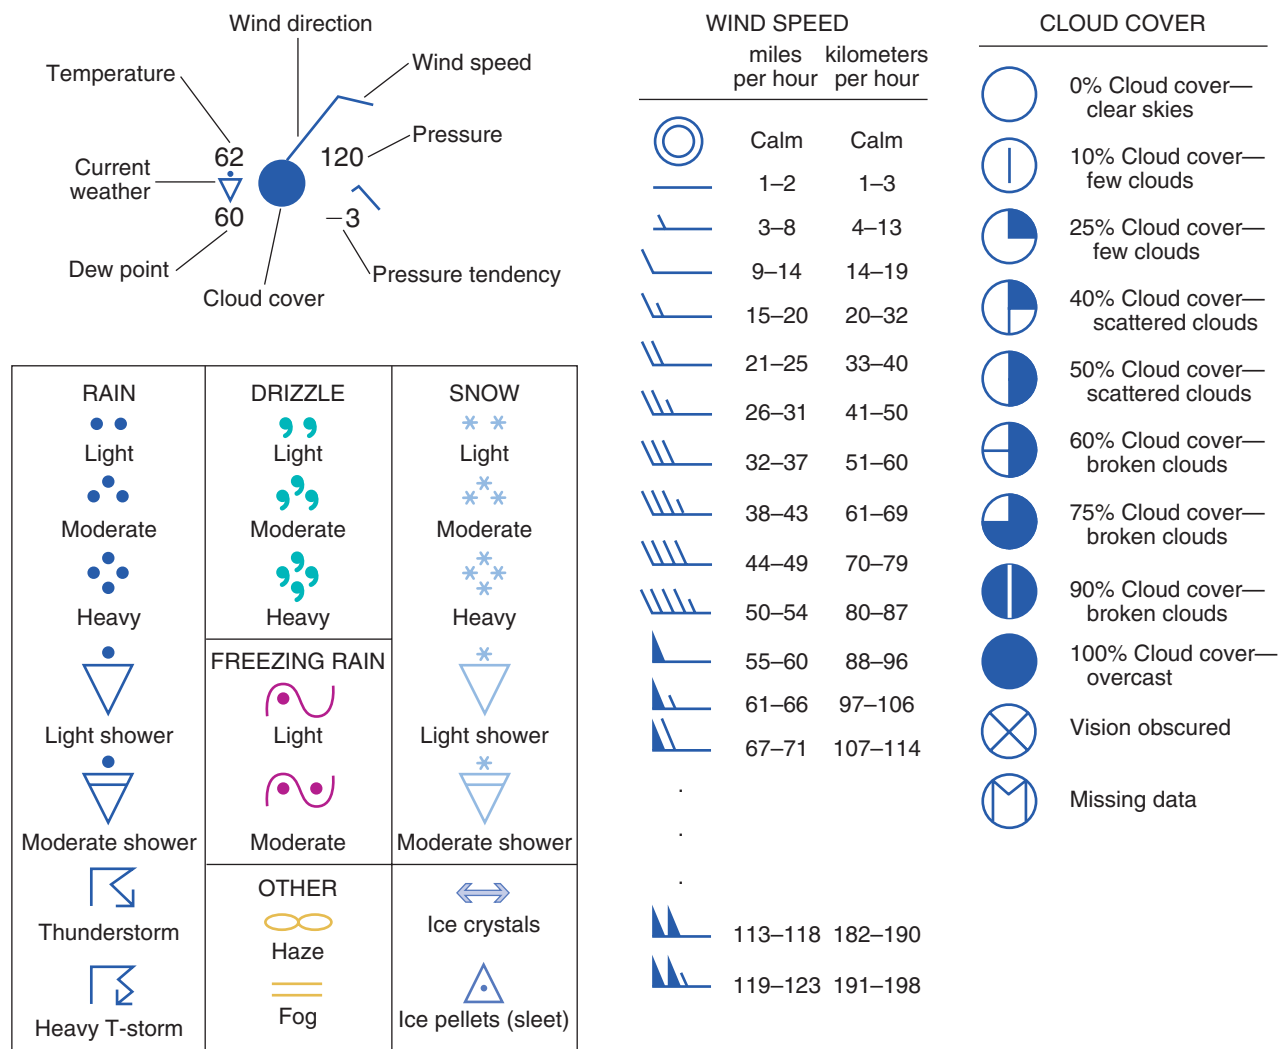 Wind direction
Temperature
Wind speed
Pressure
62
120
Current
weather
60
–3
Dew point
Pressure tendency
Cloud cover
RAIN
Light
Moderate
Heavy
Light shower
Moderate shower
Thunderstorm
Heavy T-storm
DRIZZLE
Light
Moderate
Heavy
FREEZING RAIN
Light
Moderate
OTHER
Haze
Fog
SNOW
Light
Moderate
Heavy
Light shower
Moderate shower
Ice crystals
Ice pellets (sleet)
WIND SPEED
miles kilometers
per hour per hour
Calm Calm
1–2 1–3
3–8 4–13
9–14 14–19
15–20 20–32
21–25 33–40
26–31 41–50
32–37 51–60
38–43 61–69
44–49 70–79
50–54 80–87
55–60 88–96
61–66 97–106
67–71 107–114
.
.
.
113–118 182–190
119–123 191–198
CLOUD COVER
0% Cloud cover—
clear skies
10% Cloud cover—
few clouds
25% Cloud cover—
few clouds
40% Cloud cover—
scattered clouds
50% Cloud cover—
scattered clouds
60% Cloud cover—
broken clouds
75% Cloud cover—
broken clouds
90% Cloud cover—
broken clouds
100% Cloud cover—
overcast
Vision obscured
Missing data